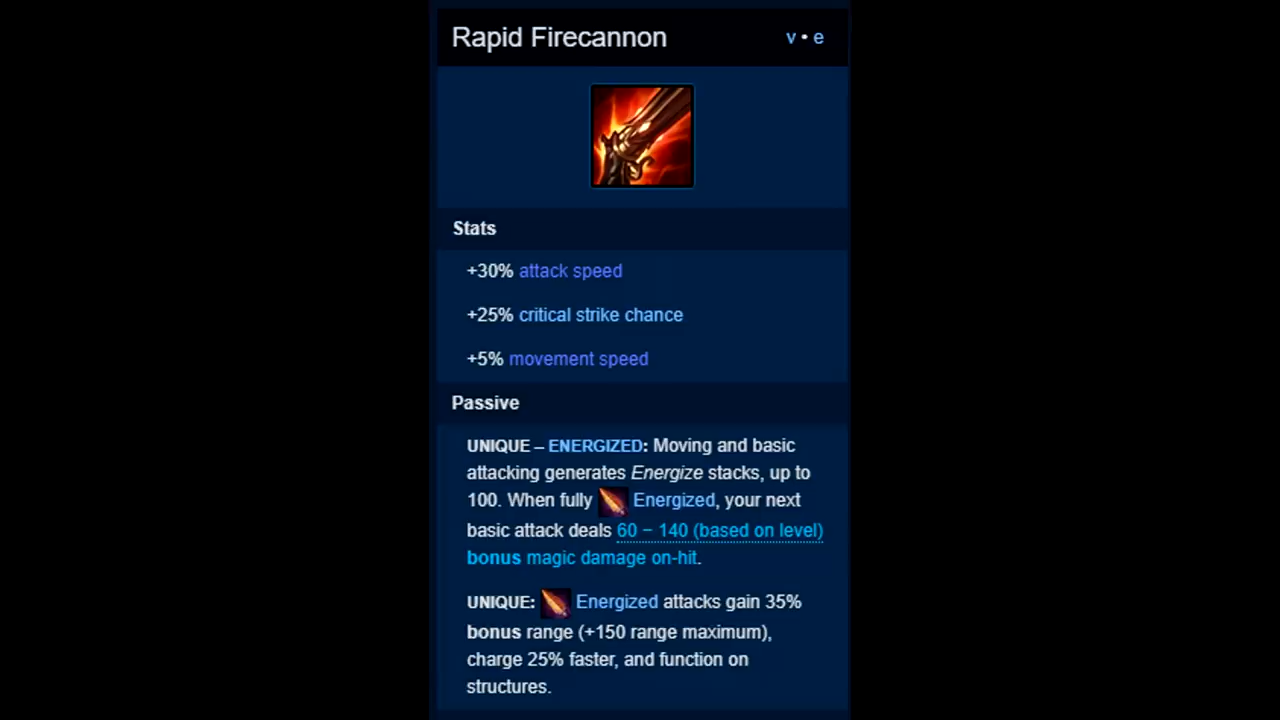 Rapid Firecannon v • e
Stats
+30% attack speed
+25% critical strike chance
+5% movement speed
Passive
UNIQUE – ENERGIZED: Moving and basic
attacking generates Energize stacks, up to
100. When fully Energized, your next
basic attack deals 60 − 140 (based on level)
bonus magic damage on-hit.
UNIQUE: Energized attacks gain 35%
bonus range (+150 range maximum),
charge 25% faster, and function on
structures.